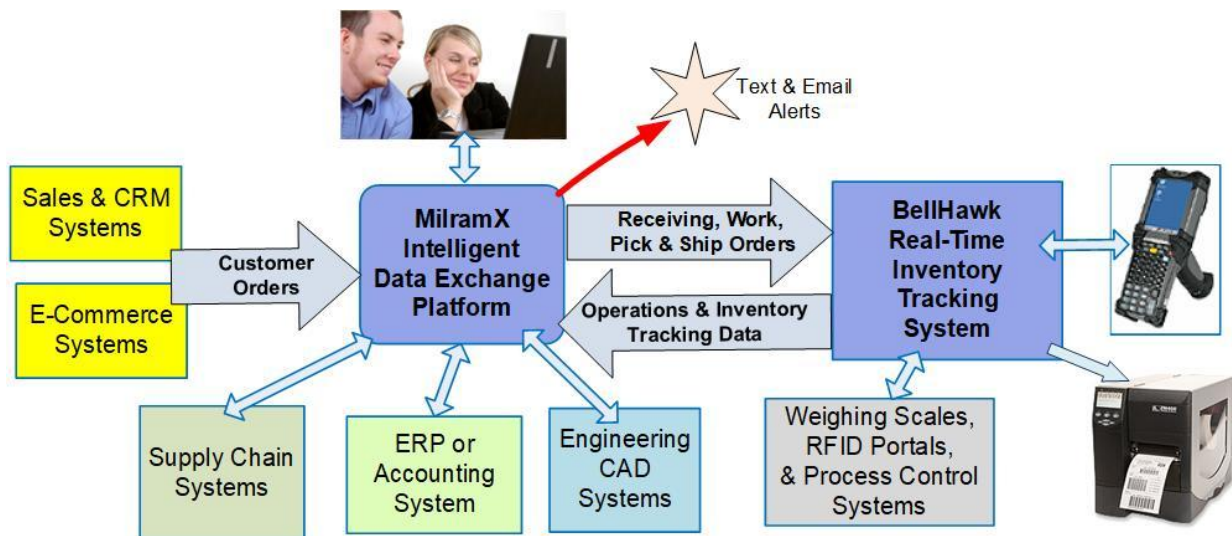 Text & Email
Alerts
Sales & CRM
Systems
E-Commerce
Systems
Customer
Orders
MilramX
Intelligent
Data Exchange
Platform
Receiving, Work,
Pick & Ship Orders
Operations & Inventory
Tracking Data
BellHawk
Real-Time
Inventory
Tracking
System
Supply Chain
Systems
ERP or
Accounting
System
Engineering
CAD
Systems
Weighing Scales,
RFID Portals,
& Process Control
Systems